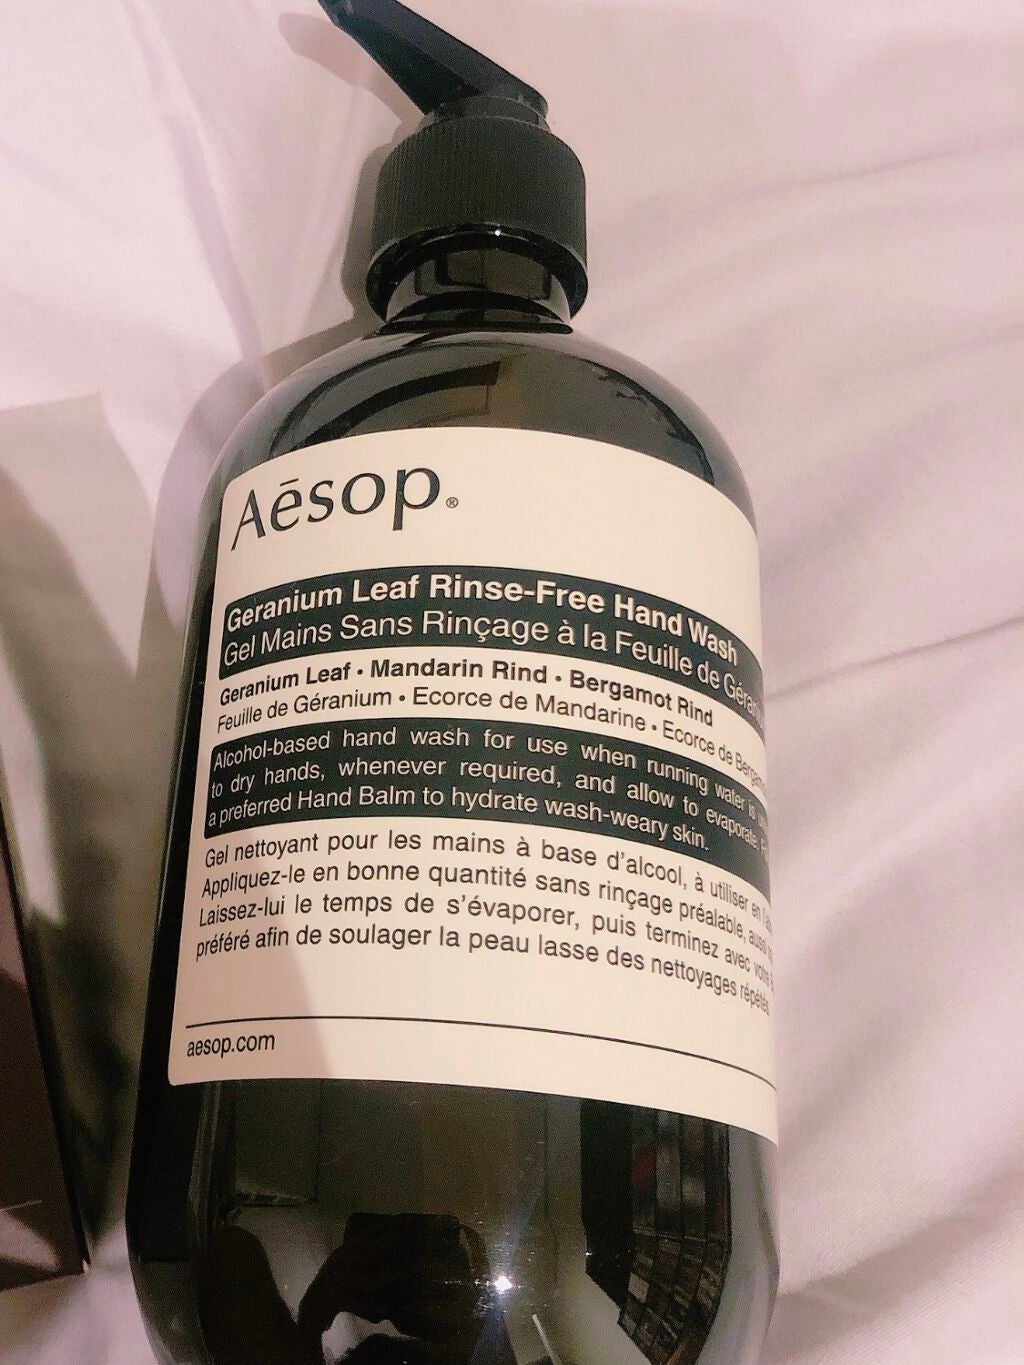 Aēsop®
Geranium Leaf Rinse-Free Hand Wash
Gel Mains Sans Rinçage à la Feuille de
Geranium Leaf • Mandarin Rind • Bergamot Rind
Feuille de Géranium • Ecorce de Mandarine • Ecorce de
Alcohol-based hand wash for use when running water is
to dry hands, whenever required, and allow to evaporate.
a preferred Hand Balm to hydrate wash-weary skin.
Gel nettoyant pour les mains à base d'alcool, à utiliser en
Appliquez-le en bonne quantité sans rinçage préalable,
Laissez-lui le temps de s'évaporer, puis terminez avec
préféré afin de soulager la peau lasse des nettoyages répétés.
aesop.com